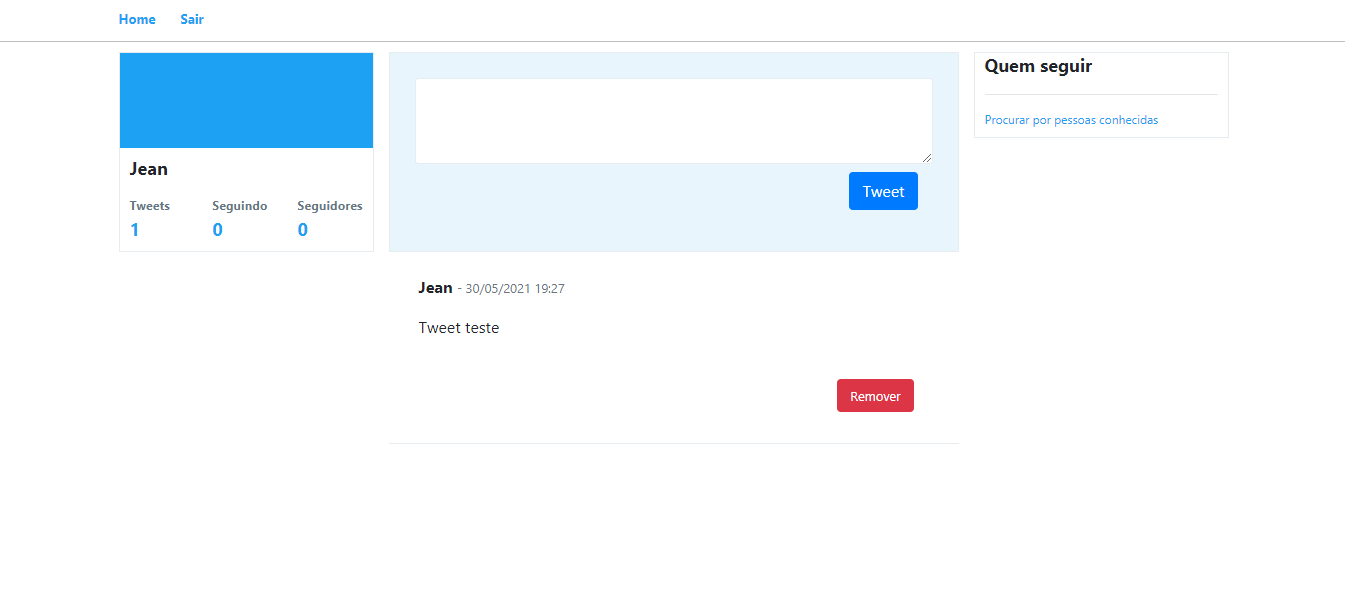 Home Sair
Jean
Tweets Seguindo Seguidores
1 0 0
Tweet
Jean - 30/05/2021 19:27
Tweet teste
Remover
Quem seguir
Procurar por pessoas conhecidas